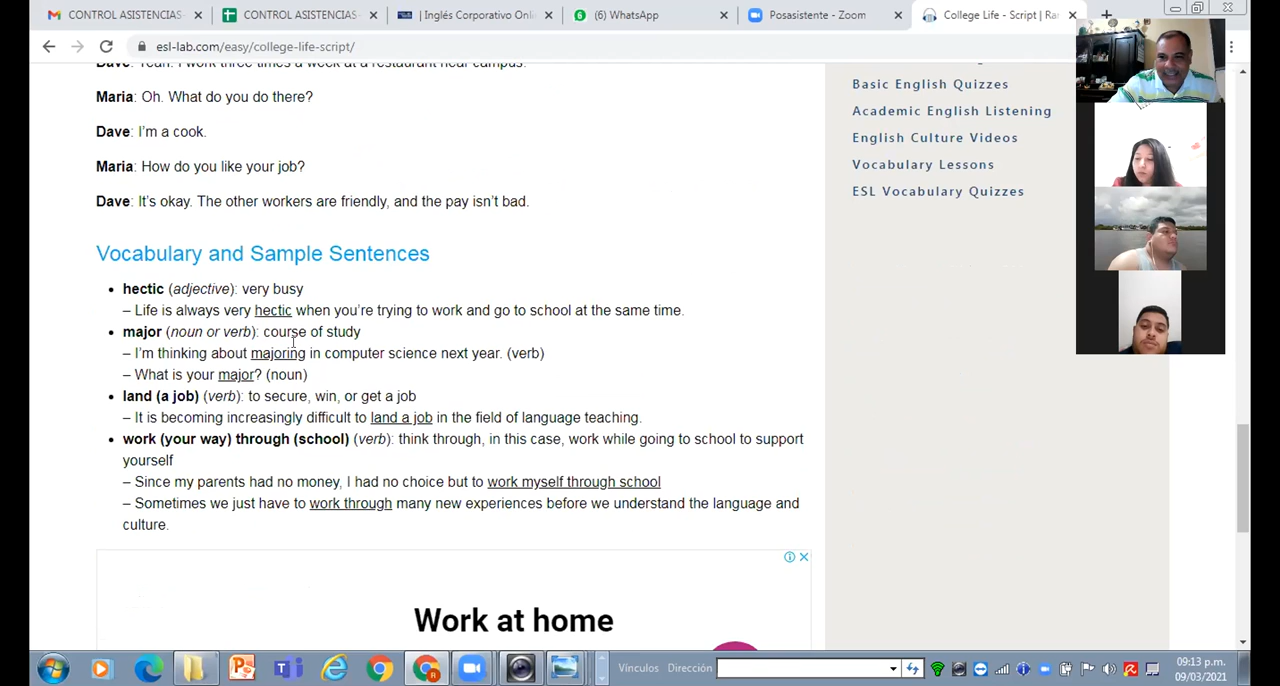 CONTROL ASISTENCIAS-
CONTROL ASISTENCIAS-
| Inglés Corporativo Onli
(6) WhatsApp
Posasistente - Zoom
College Life - Script | Ra
esl-lab.com/easy/college-life-script/
Dave: Yeah. I work three times a week at a restaurant near campus.
Maria: Oh. What do you do there?
Dave: I'm a cook.
Maria: How do you like your job?
Dave: It's okay. The other workers are friendly, and the pay isn't bad.
Vocabulary and Sample Sentences
• hectic (adjective): very busy
– Life is always very hectic when you're trying to work and go to school at the same time.
• major (noun or verb): course of study
– I'm thinking about majoring in computer science next year. (verb)
– What is your major? (noun)
• land (a job) (verb): to secure, win, or get a job
– It is becoming increasingly difficult to land a job in the field of language teaching.
• work (your way) through (school) (verb): think through, in this case, work while going to school to support
yourself
– Since my parents had no money, I had no choice but to work myself through school
– Sometimes we just have to work through many new experiences before we understand the language and
culture.
Work at home
Basic English Quizzes
Academic English Listening
English Culture Videos
Vocabulary Lessons
ESL Vocabulary Quizzes
Vínculos Dirección
09:13 p.m.
09/03/2021